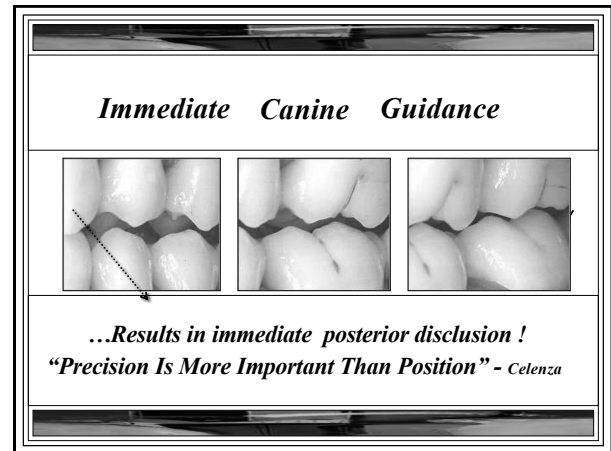 Immediate Canine Guidance
...Results in immediate posterior disclusion !
“Precision Is More Important Than Position” - Celenza